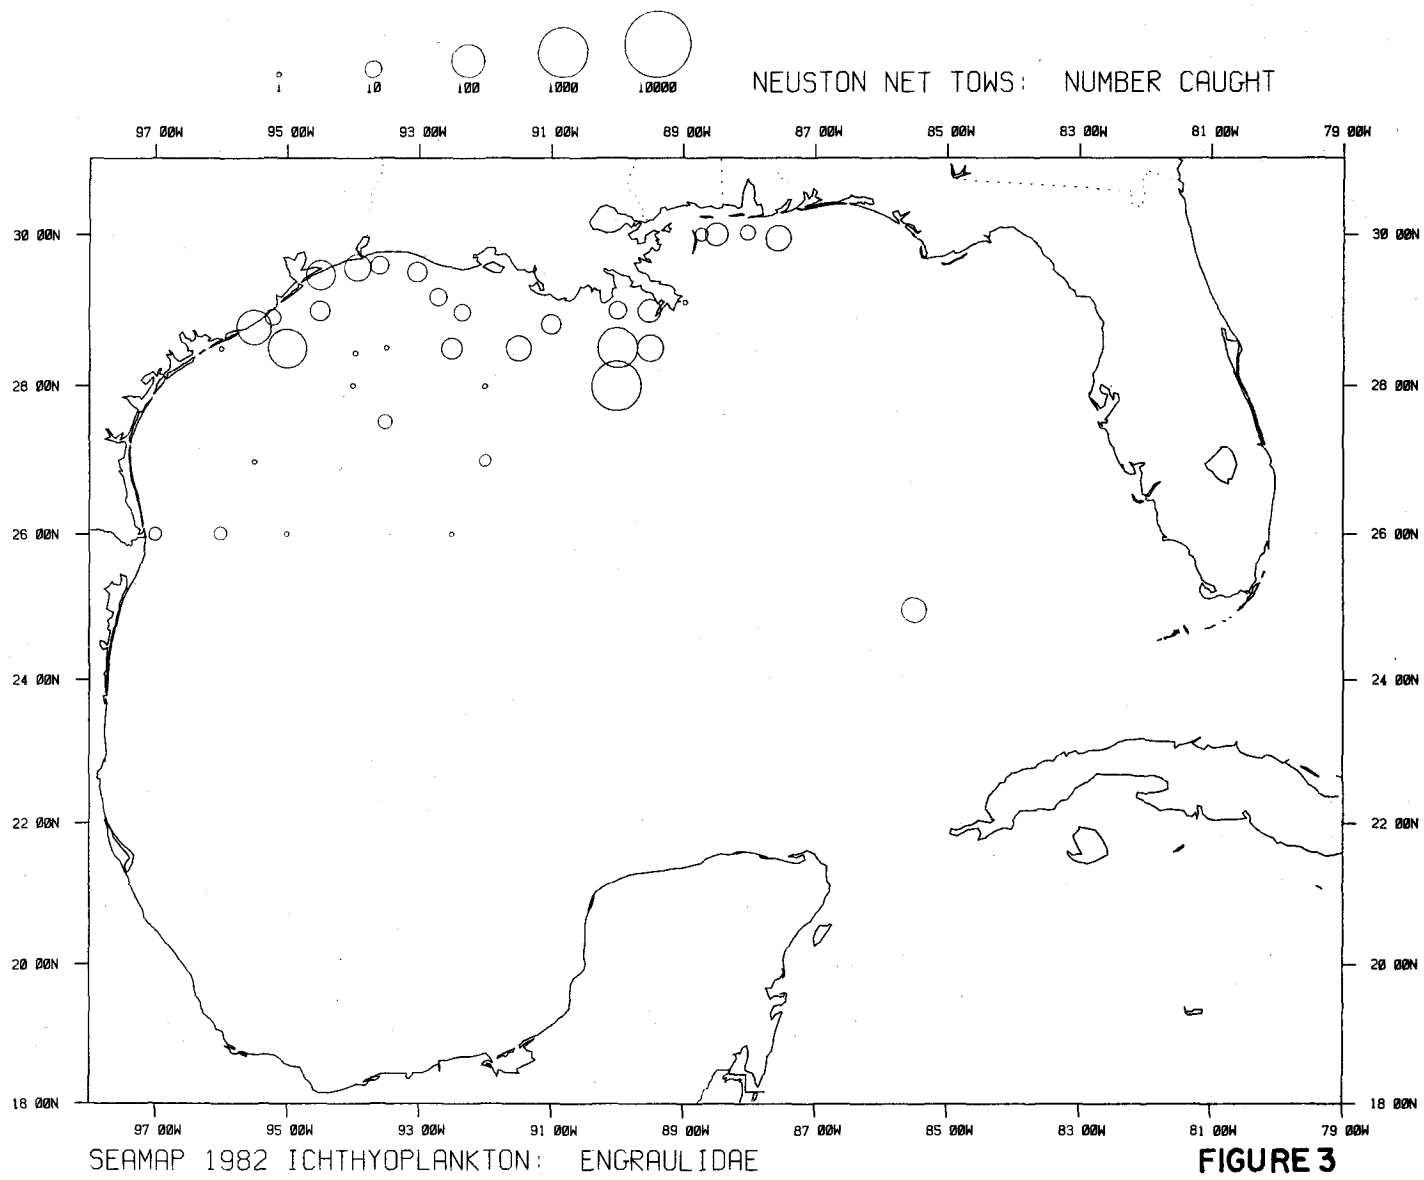 1 10 100 1000 10000
NEUSTON NET TOWS: NUMBER CAUGHT
97 00W 95 00W 93 00W 91 00W 89 00W 87 00W 85 00W 83 00W 81 00W 79 00W
30 00N 30 00N
28 00N 28 00N
26 00N 26 00N
24 00N 24 00N
22 00N 22 00N
20 00N 20 00N
18 00N 18 00N
97 00W 95 00W 93 00W 91 00W 89 00W 87 00W 85 00W 83 00W 81 00W 79 00W
SEAMAP 1982 ICHTHYOPLANKTON: ENGRAULIDAE
FIGURE 3